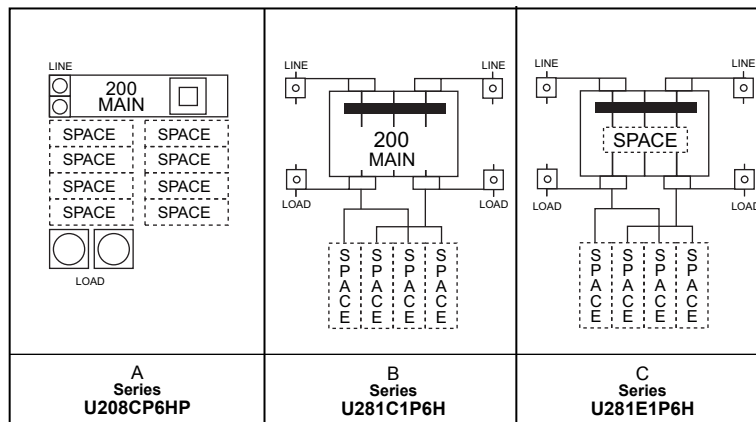 LINE
200
MAIN
SPACE SPACE
SPACE SPACE
SPACE SPACE
SPACE SPACE
LOAD
A
Series
U208CP6HP
LINE LINE
200
MAIN
LOAD LOAD
SPACE SPACE SPACE SPACE
B
Series
U281C1P6H
LINE LINE
SPACE
LOAD LOAD
SPACE SPACE SPACE SPACE
C
Series
U281E1P6H